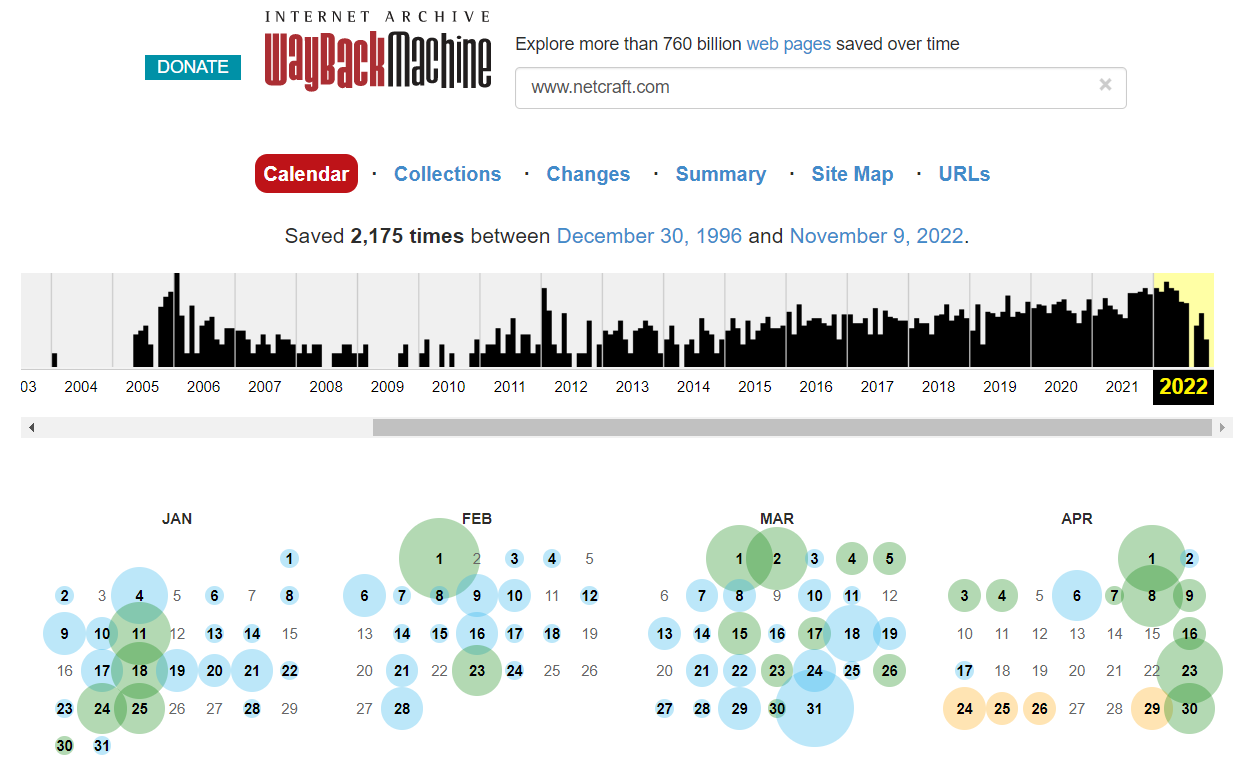 INTERNET ARCHIVE
DONATE
WayBackMachine
Explore more than 760 billion web pages saved over time
www.netcraft.com ×
Calendar · Collections · Changes · Summary · Site Map · URLs
Saved 2,175 times between December 30, 1996 and November 9, 2022.
03 2004 2005 2006 2007 2008 2009 2010 2011 2012 2013 2014 2015 2016 2017 2018 2019 2020 2021 2022
JAN
1
2 3 4 5 6 7 8
9 10 11 12 13 14 15
16 17 18 19 20 21 22
23 24 25 26 27 28 29
30 31
FEB
1 2 3 4 5
6 7 8 9 10 11 12
13 14 15 16 17 18 19
20 21 22 23 24 25 26
27 28
MAR
1 2 3 4 5
6 7 8 9 10 11 12
13 14 15 16 17 18 19
20 21 22 23 24 25 26
27 28 29 30 31
APR
1 2
3 4 5 6 7 8 9
10 11 12 13 14 15 16
17 18 19 20 21 22 23
24 25 26 27 28 29 30